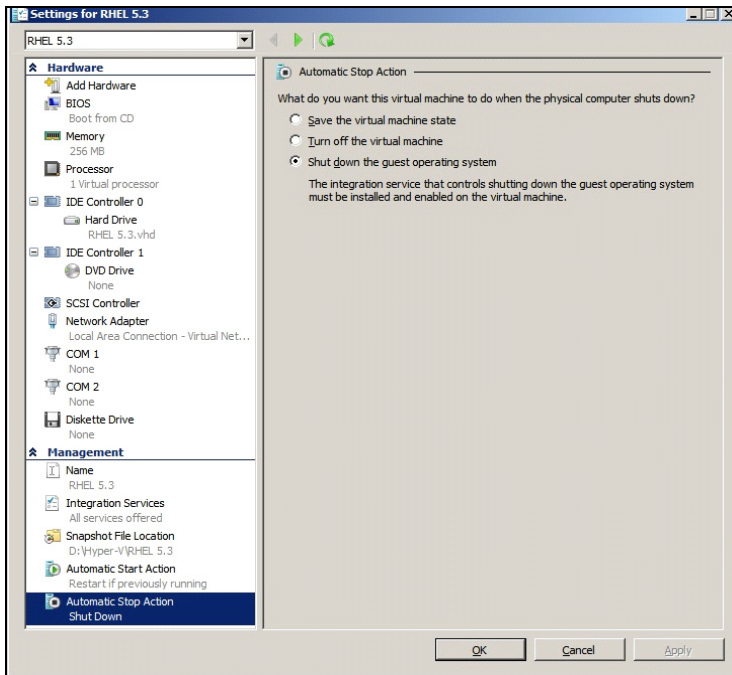 Settings for RHEL 5.3
RHEL 5.3
Hardware
Add Hardware
BIOS
Boot from CD
Memory
256 MB
Processor
1 Virtual processor
IDE Controller 0
Hard Drive
RHEL 5.3.vhd
IDE Controller 1
DVD Drive
None
SCSI Controller
Network Adapter
Local Area Connection - Virtual Net...
COM 1
None
COM 2
None
Diskette Drive
None
Management
Name
RHEL 5.3
Integration Services
All services offered
Snapshot File Location
D:\Hyper-V\RHEL 5.3
Automatic Start Action
Restart if previously running
Automatic Stop Action
Shut Down
Automatic Stop Action
What do you want this virtual machine to do when the physical computer shuts down?
Save the virtual machine state
Turn off the virtual machine
Shut down the guest operating system
The integration service that controls shutting down the guest operating system
must be installed and enabled on the virtual machine.
OK
Cancel
Apply